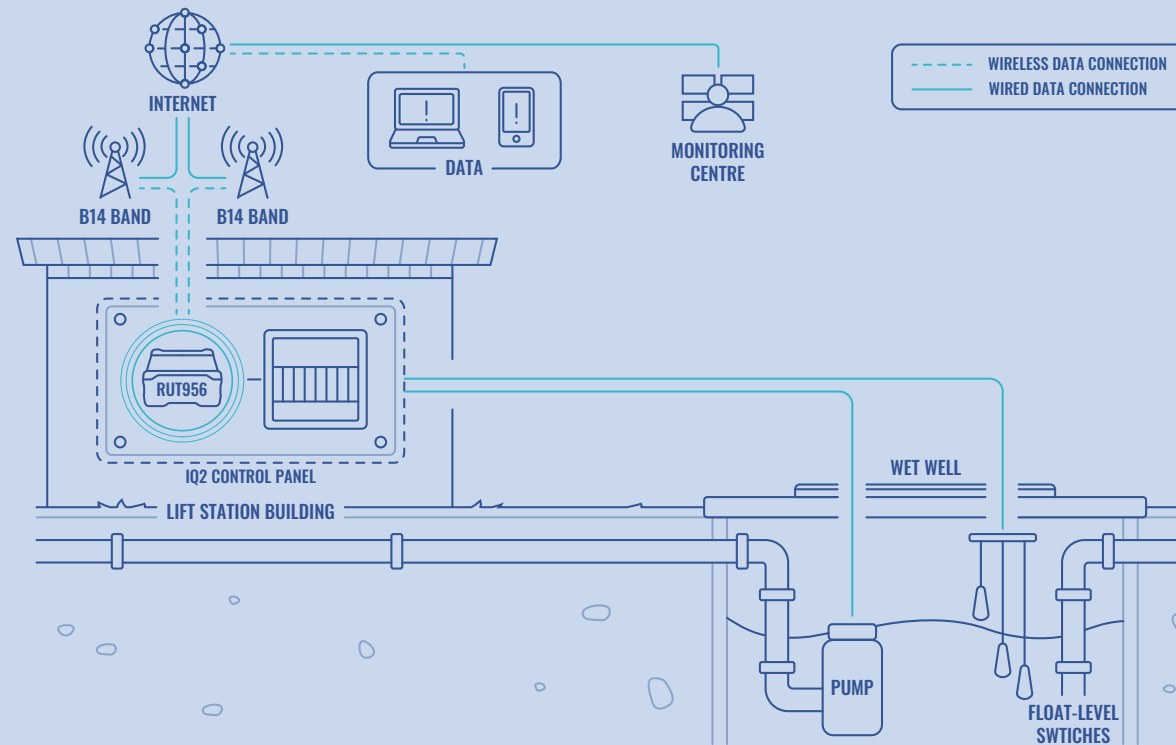 INTERNET
WIRELESS DATA CONNECTION
WIRED DATA CONNECTION
DATA
MONITORING
CENTRE
B14 BAND
B14 BAND
RUT956
IQ2 CONTROL PANEL
LIFT STATION BUILDING
WET WELL
PUMP
FLOAT-LEVEL
SWTICHES